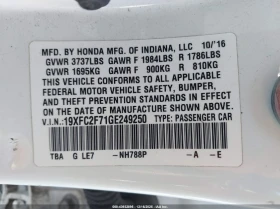 MFD. BY HONDA OF INDIANA, LLC 10/'16
GVWR 3737LBS GAWR F 1984LBS R 1786LBS
GVWR 1695KG GAWR F 900KG R 810KG
THIS VEHICLE CONFORMS TO ALL APPLICABLE
FEDERAL MOTOR VEHICLE SAFETY, BUMPER,
AND THEFT PREVENTION STANDARDS IN EFFECT
ON THE DATE OF MANUFACTURE SHOWN ABOVE.
V.I.N.:19XFC2F71GE249250 TYPE: PASSENGER CAR
TBA G LE7 -NH788P -A -E